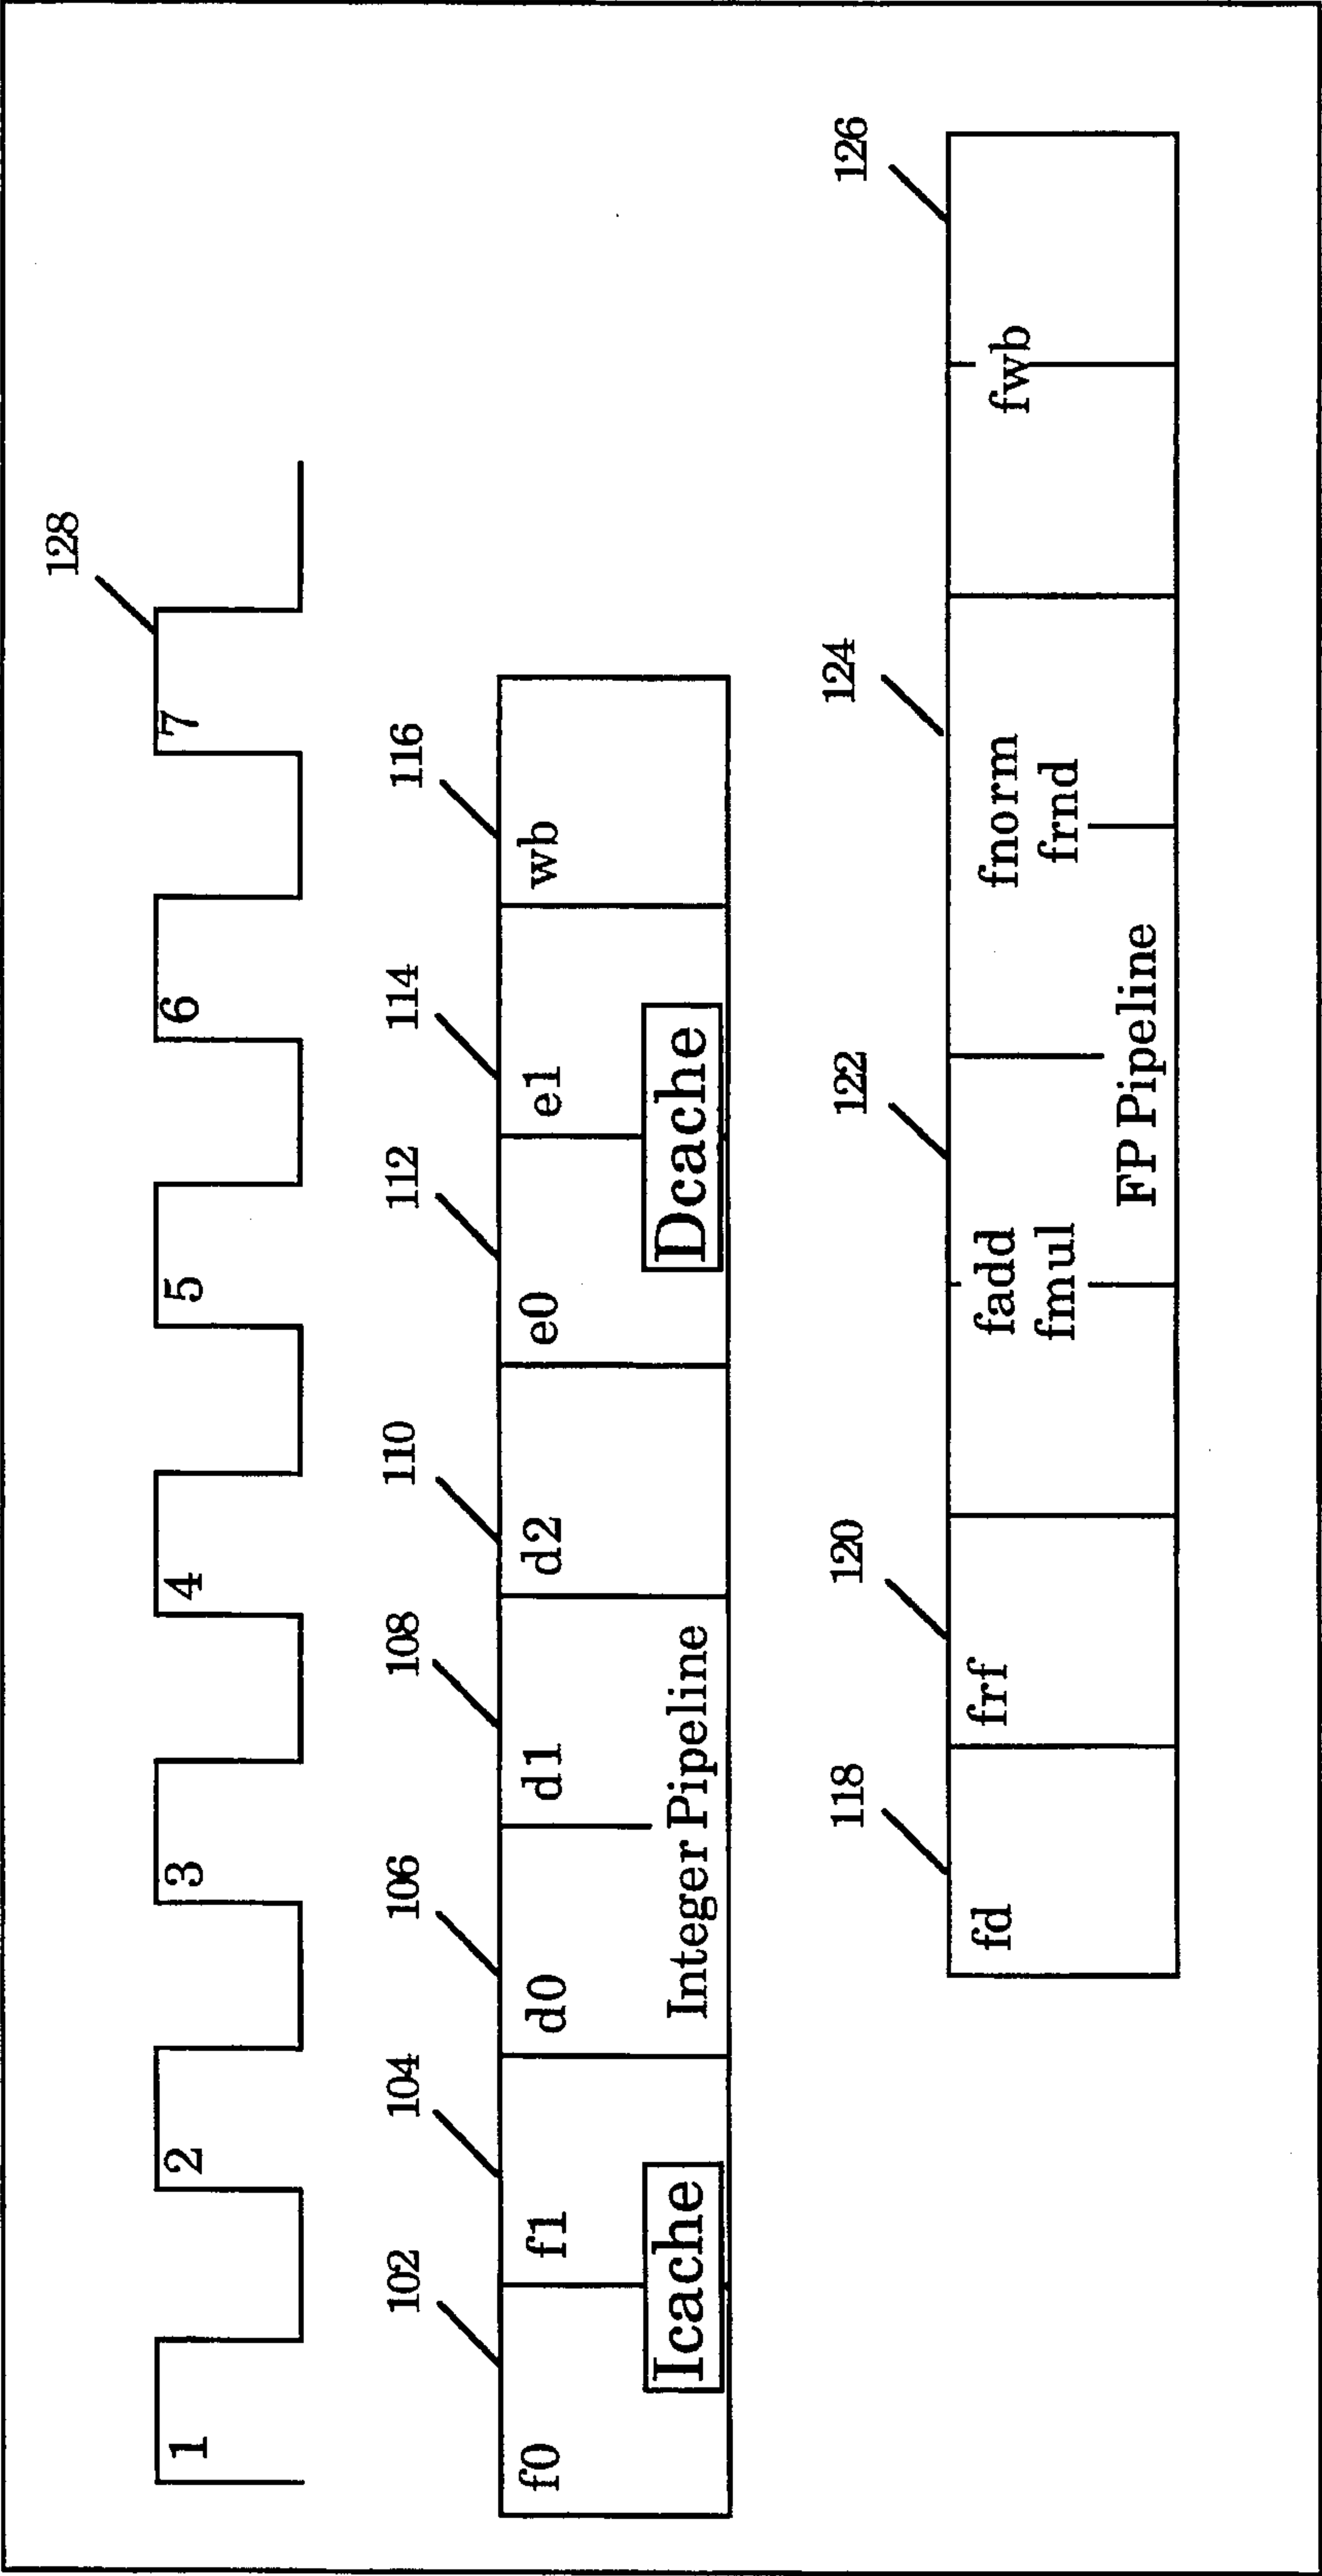 128
1 2 3 4 5 6 7
102 104 106 108 110 112 114 116
f0 f1 d0 d1 d2 e0 e1 wb
Icache Integer Pipeline Dcache
118 120 122 124 126
fd frf fadd fnorm fwb
fmul frnd
FP Pipeline